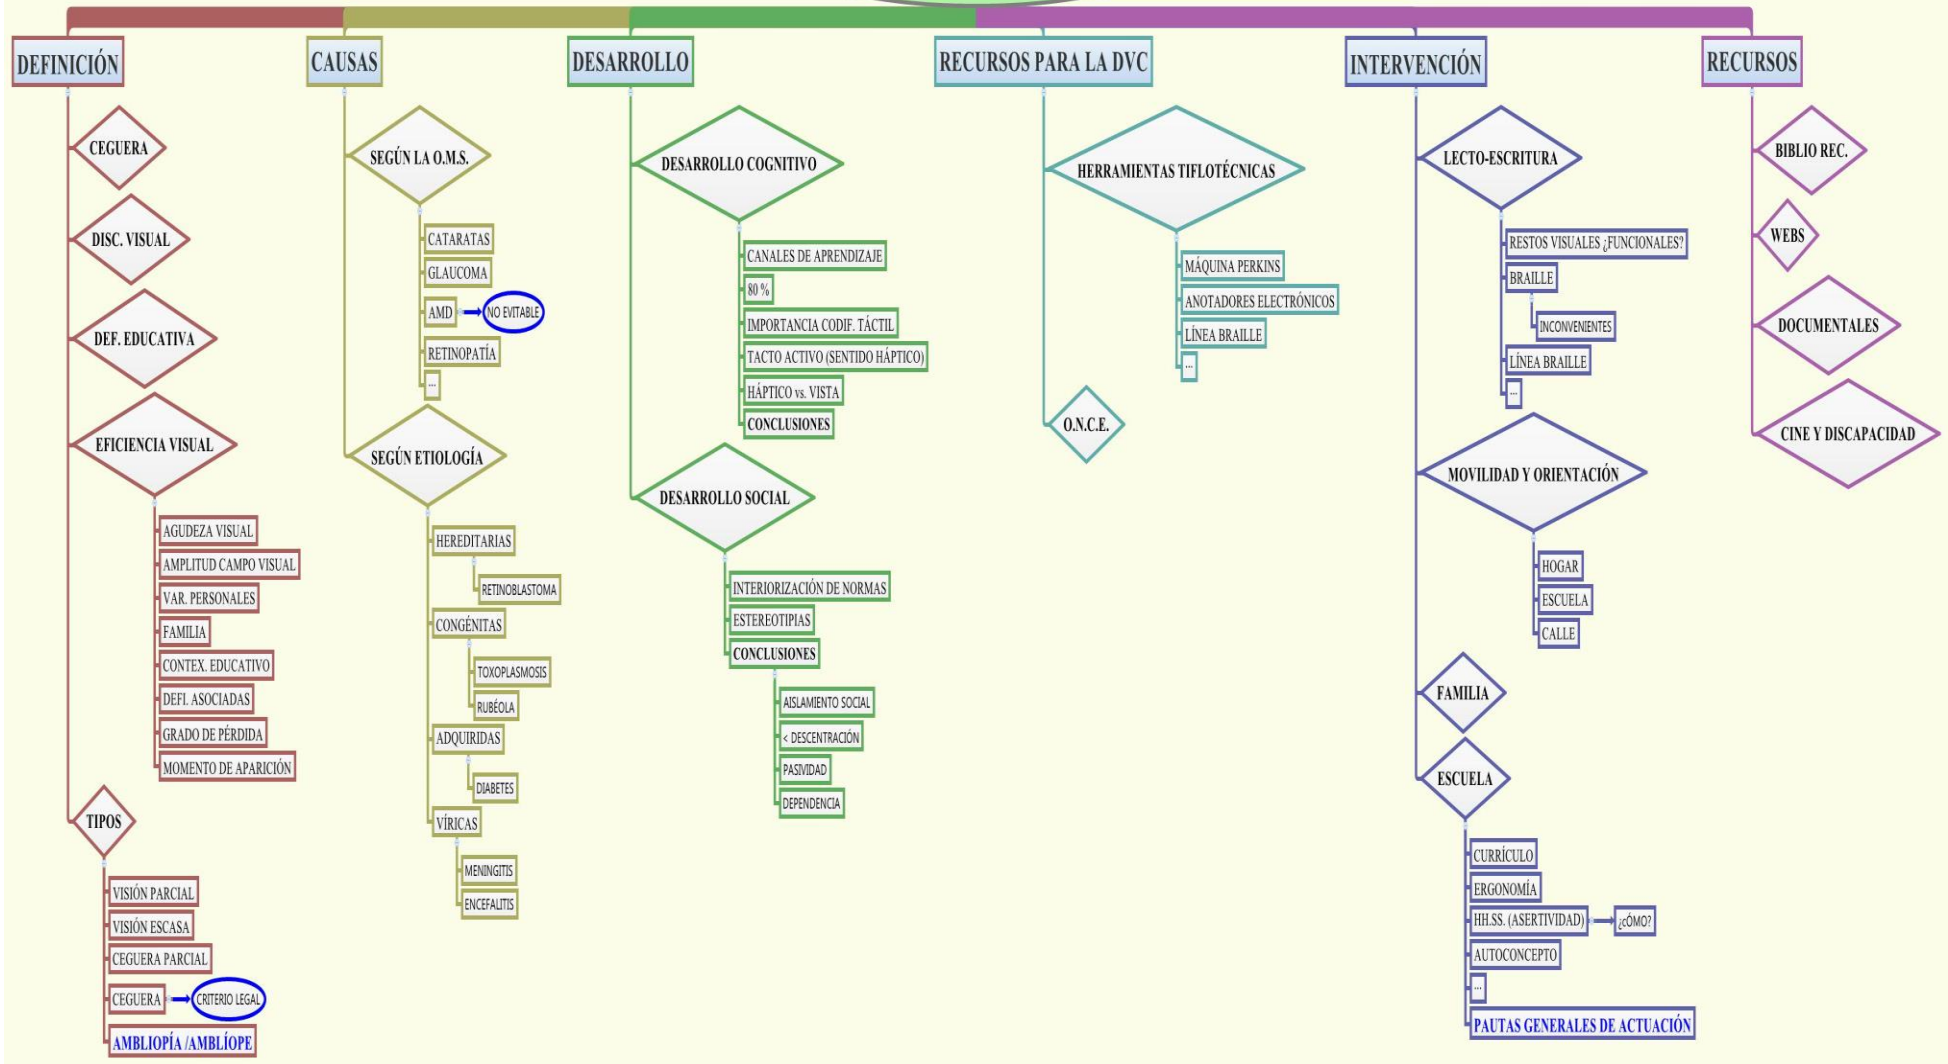 DEFINICIÓN
CEGUERA
DISC. VISUAL
DEF. EDUCATIVA
EFICIENCIA VISUAL
AGUDEZA VISUAL
AMPLITUD CAMPO VISUAL
VAR. PERSONALES
FAMILIA
CONTEX. EDUCATIVO
DEFI. ASOCIADAS
GRADO DE PÉRDIDA
MOMENTO DE APARICIÓN
TIPOS
VISIÓN PARCIAL
VISIÓN ESCASA
CEGUERA PARCIAL
CEGUERA
CRITERIO LEGAL
AMBLIOPÍA /AMBLÍOPE
CAUSAS
SEGÚN LA O.M.S.
CATARATAS
GLAUCOMA
AMD
NO EVITABLE
RETINOPATÍA
...
SEGÚN ETIOLOGÍA
HEREDITARIAS
RETINOBLASTOMA
CONGÉNITAS
TOXOPLASMOSIS
RUBÉOLA
ADQUIRIDAS
DIABETES
VÍRICAS
MENINGITIS
ENCEFALITIS
DESARROLLO
DESARROLLO COGNITIVO
CANALES DE APRENDIZAJE
80 %
IMPORTANCIA CODIF. TÁCTIL
TACTO ACTIVO (SENTIDO HÁPTICO)
HÁPTICO vs. VISTA
CONCLUSIONES
DESARROLLO SOCIAL
INTERIORIZACIÓN DE NORMAS
ESTEREOTIPIAS
CONCLUSIONES
AISLAMIENTO SOCIAL
< DESCENTRACIÓN
PASIVIDAD
DEPENDENCIA
RECURSOS PARA LA DVC
HERRAMIENTAS TIFLOTÉCNICAS
MÁQUINA PERKINS
ANOTADORES ELECTRÓNICOS
LÍNEA BRAILLE
...
O.N.C.E.
INTERVENCIÓN
LECTO-ESCRITURA
RESTOS VISUALES ¿FUNCIONALES?
BRAILLE
INCONVENIENTES
LÍNEA BRAILLE
...
MOVILIDAD Y ORIENTACIÓN
HOGAR
ESCUELA
CALLE
FAMILIA
ESCUELA
CURRÍCULO
ERGONOMÍA
HH.SS. (ASERTIVIDAD)
¿cÓMO?
AUTOCONCEPTO
...
PAUTAS GENERALES DE ACTUACIÓN
RECURSOS
BIBLIO REC.
WEBS
DOCUMENTALES
CINE Y DISCAPACIDAD